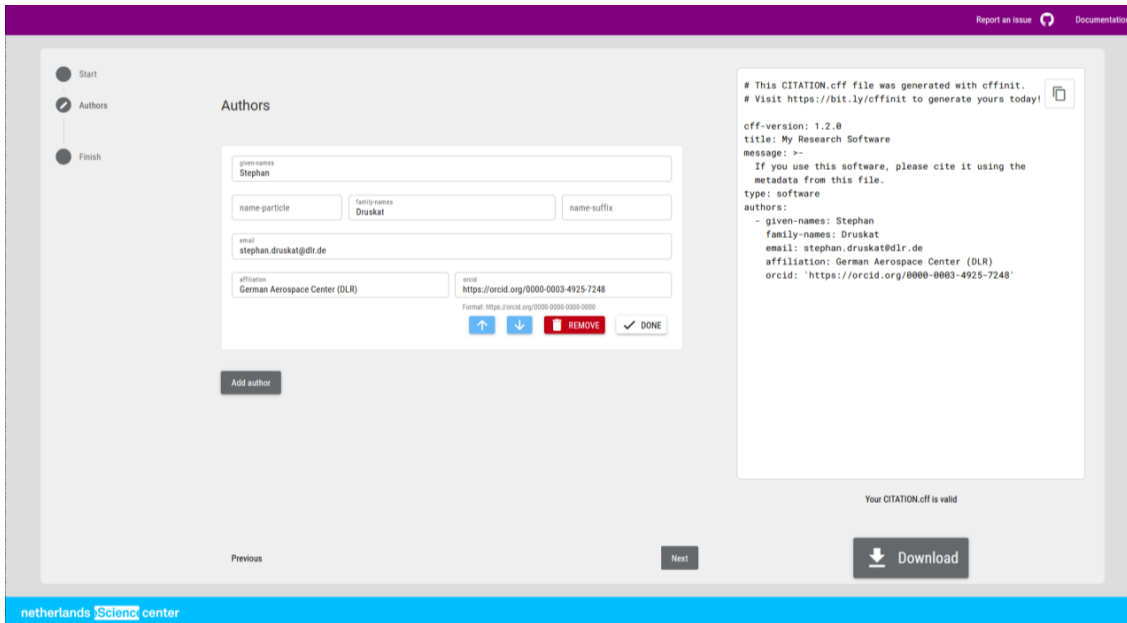 Report an issue
Documentation
Start
Authors
Finish
Authors
given-names
Stephan
name-particle
family-names
Druskat
name-suffix
email
stephan.druskat@dlr.de
affiliation
German Aerospace Center (DLR)
orcid
https://orcid.org/0000-0003-4925-7248
Format: https://orcid.org/0000-0000-0000-0000
REMOVE
DONE
Add author
Previous
Next
# This CITATION.cff file was generated with cffinit.
# Visit https://bit.ly/cffinit to generate yours today!
cff-version: 1.2.0
title: My Research Software
message: >-
If you use this software, please cite it using the
metadata from this file.
type: software
authors:
- given-names: Stephan
family-names: Druskat
email: stephan.druskat@dlr.de
affiliation: German Aerospace Center (DLR)
orcid: 'https://orcid.org/0000-0003-4925-7248'
Your CITATION.cff is valid
Download
netherlands eScience center